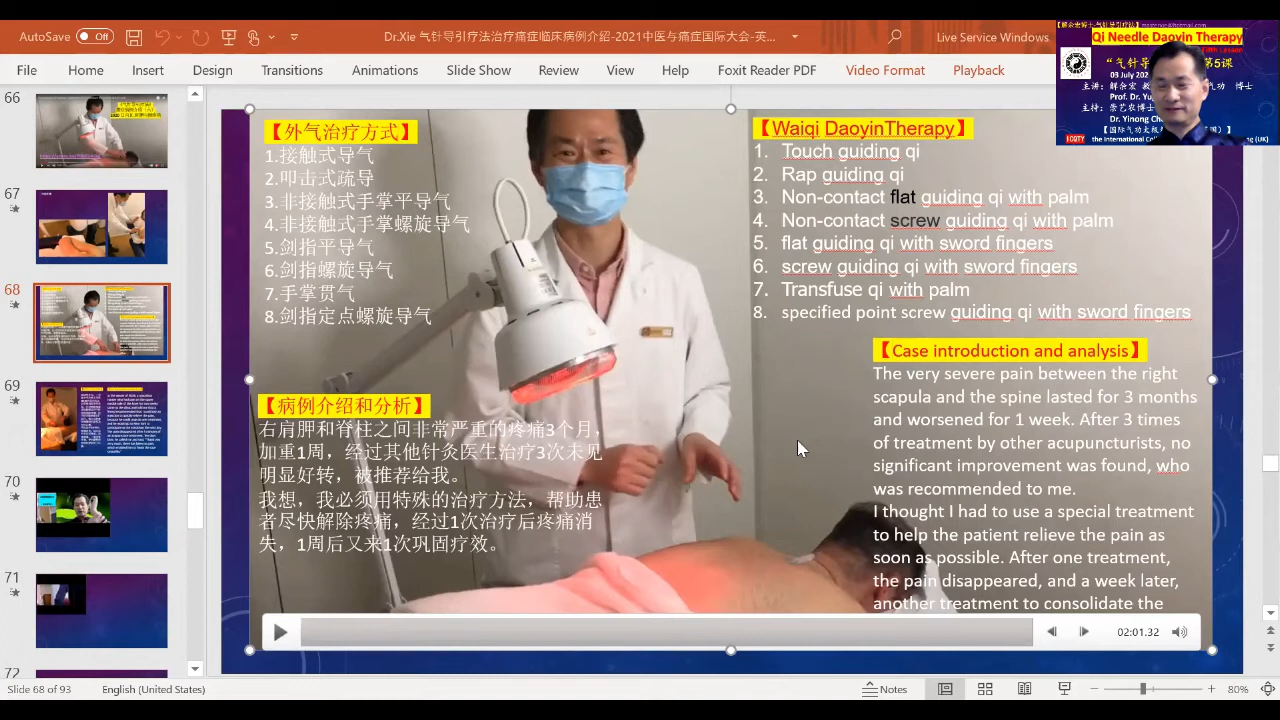 AutoSave
Off
Dr.Xie 气针导引疗法治疗痛症临床病例介绍-2021中医与痛症国际大会-英...
Live Service Windows
File
Home
Insert
Design
Transitions
Animations
Slide Show
Review
View
Help
Foxit Reader PDF
Video Format
Playback
Qi Needle Daoyin Therapy
Fifth Lesson
第5课
博士
66
67
68
69
70
71
72
【外气治疗方式】
1.接触式导气
2.叩击式疏导
3.非接触式手掌平导气
4.非接触式手掌螺旋导气
5.剑指平导气
6.剑指螺旋导气
7.手掌贯气
8.剑指定点螺旋导气
【病例介绍和分析】
右肩胛和脊柱之间非常严重的疼痛3个月，
加重1周，经过其他针灸医生治疗3次未见
明显好转，被推荐给我。
我想，我必须用特殊的治疗方法，帮助患
者尽快解除疼痛，经过1次治疗后疼痛消
失，1周后又来1次巩固疗效。
【Waiqi DaoyinTherapy】
1. Touch guiding qi
2. Rap guiding qi
3. Non-contact flat guiding qi with palm
4. Non-contact screw guiding qi with palm
5. flat guiding qi with sword fingers
6. screw guiding qi with sword fingers
7. Transfuse qi with palm
8. specified point screw guiding qi with sword fingers
【Case introduction and analysis】
The very severe pain between the right
scapula and the spine lasted for 3 months
and worsened for 1 week. After 3 times
of treatment by other acupuncturists, no
significant improvement was found, who
was recommended to me.
I thought I had to use a special treatment
to help the patient relieve the pain as
soon as possible. After one treatment,
the pain disappeared, and a week later,
another treatment to consolidate the
02:01.32
Slide 68 of 93
English (United States)
Notes
80%